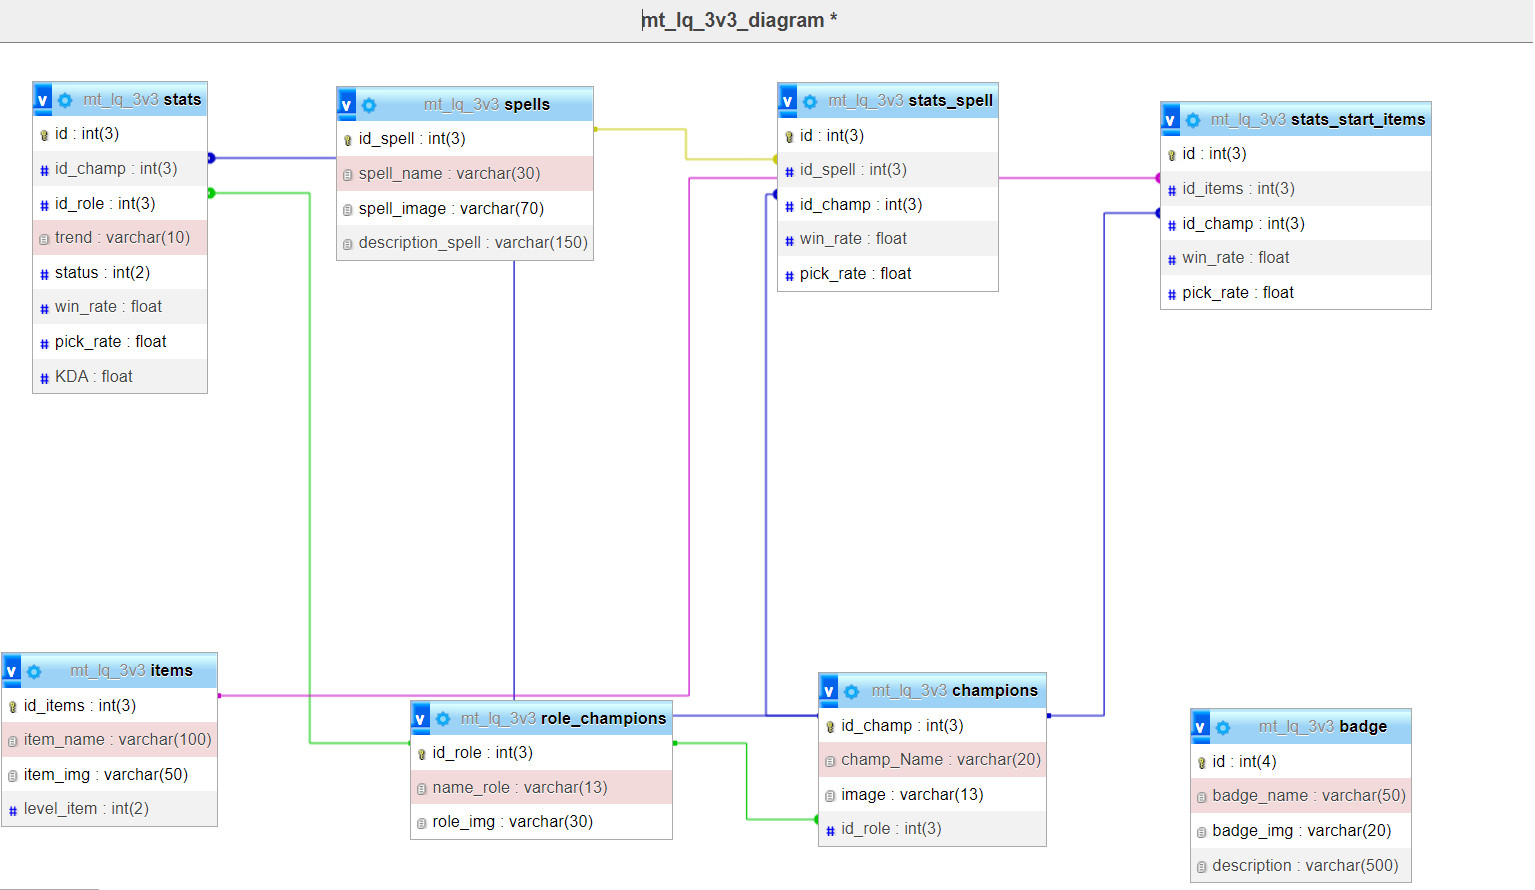 mt_lq_3v3_diagram *
v mt_lq_3v3 stats
id : int(3)
# id_champ : int(3)
# id_role : int(3)
trend : varchar(10)
# status : int(2)
# win_rate : float
# pick_rate : float
# KDA : float
v mt_lq_3v3 spells
id_spell : int(3)
spell_name : varchar(30)
spell_image : varchar(70)
description_spell : varchar(150)
v mt_lq_3v3 stats_spell
id : int(3)
# id_spell : int(3)
# id_champ : int(3)
# win_rate : float
# pick_rate : float
v mt_lq_3v3 stats_start_items
id : int(3)
# id_items : int(3)
# id_champ : int(3)
# win_rate : float
# pick_rate : float
v mt_lq_3v3 items
id_items : int(3)
item_name : varchar(100)
item_img : varchar(50)
# level_item : int(2)
v mt_lq_3v3 role_champions
id_role : int(3)
name_role : varchar(13)
role_img : varchar(30)
v mt_lq_3v3 champions
id_champ : int(3)
champ_Name : varchar(20)
image : varchar(13)
# id_role : int(3)
v mt_lq_3v3 badge
id : int(4)
badge_name : varchar(50)
badge_img : varchar(20)
description : varchar(500)